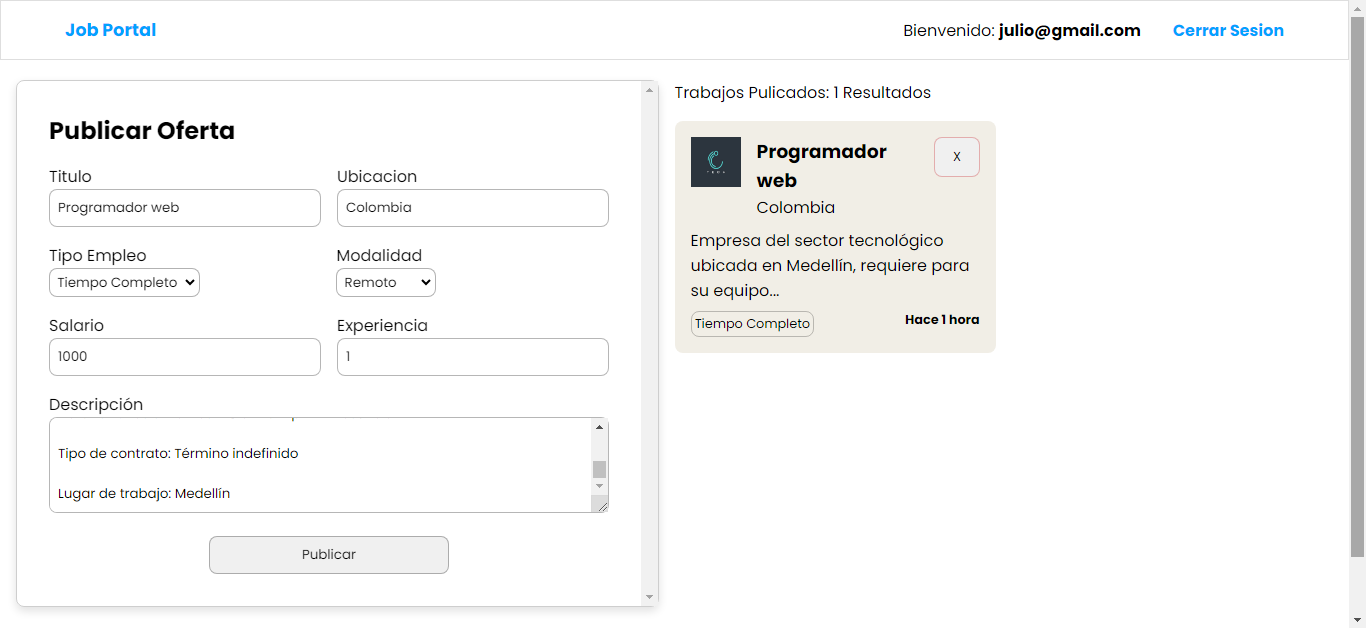 Job Portal
Bienvenido: julio@gmail.com
Cerrar Sesion
Publicar Oferta
Titulo
Ubicacion
Programador web
Colombia
Tipo Empleo
Modalidad
Tiempo Completo
Remoto
Salario
Experiencia
1000
1
Descripción
Tipo de contrato: Término indefinido
Lugar de trabajo: Medellín
Publicar
Trabajos Pulicados: 1 Resultados
Programador
web
X
Colombia
Empresa del sector tecnológico
ubicada en Medellín, requiere para
su equipo...
Tiempo Completo
Hace 1 hora